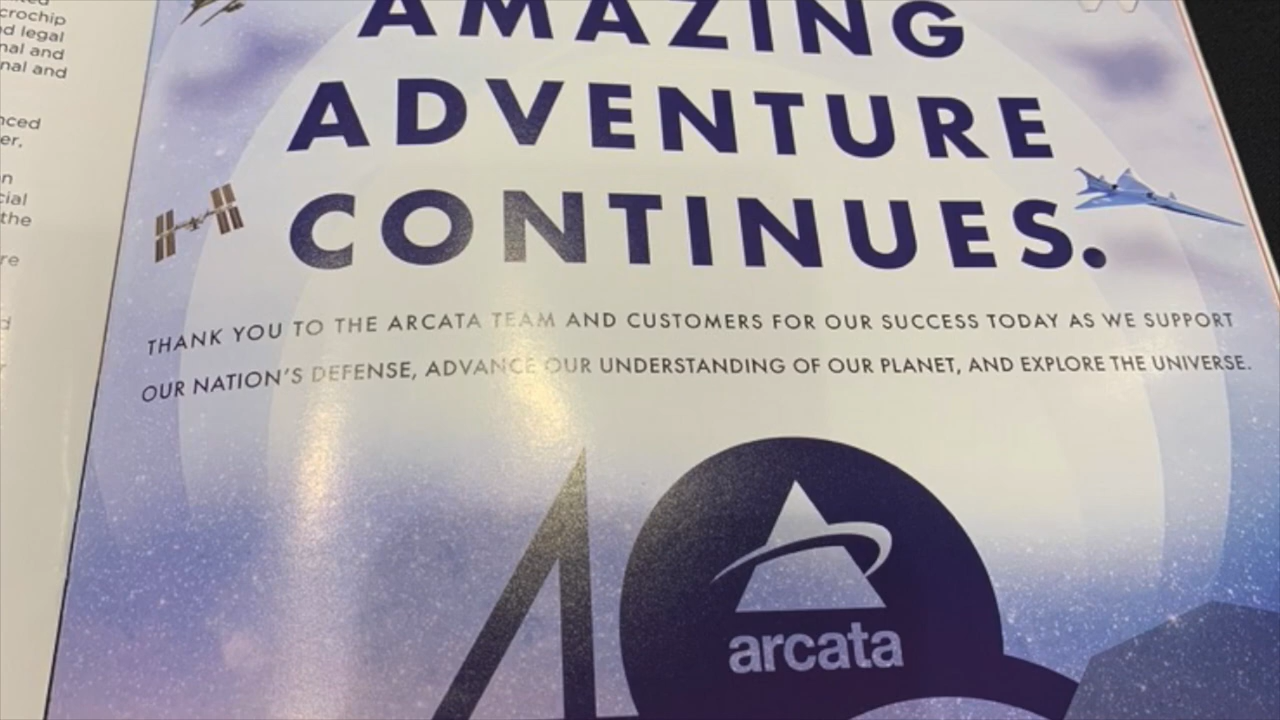 crochip
nd legal
nal and
nal and
nced
er,
n
cial
the
re
d
AMAZING
ADVENTURE
CONTINUES.
THANK YOU TO THE ARCATA TEAM AND CUSTOMERS FOR OUR SUCCESS TODAY AS WE SUPPORT
OUR NATION'S DEFENSE, ADVANCE OUR UNDERSTANDING OF OUR PLANET, AND EXPLORE THE UNIVERSE.
40
arcata